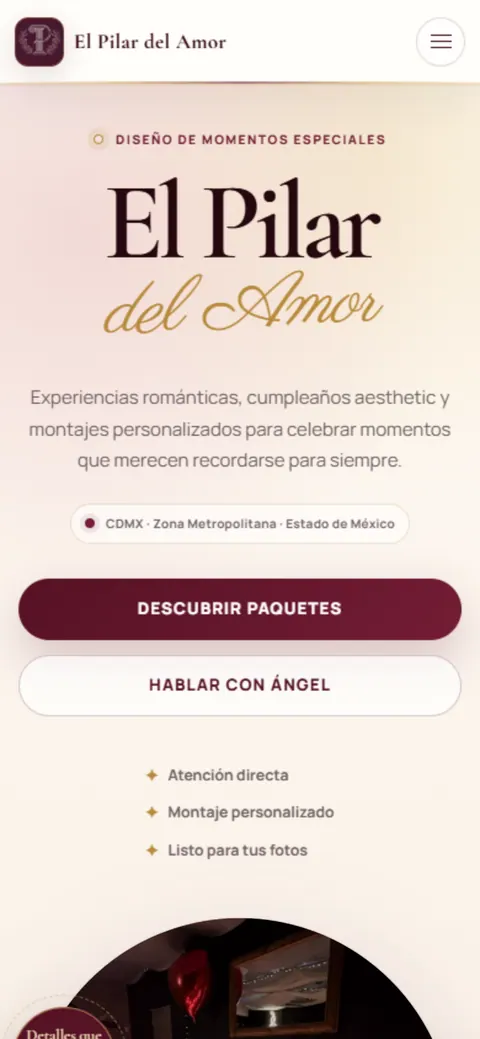 El Pilar del Amor
DISEÑO DE MOMENTOS ESPECIALES
El Pilar
del Amor
Experiencias románticas, cumpleaños aesthetic y
montajes personalizados para celebrar momentos
que merecen recordarse para siempre.
CDMX · Zona Metropolitana · Estado de México
DESCUBRIR PAQUETES
HABLAR CON ÁNGEL
Atención directa
Montaje personalizado
Listo para tus fotos
Detalles que